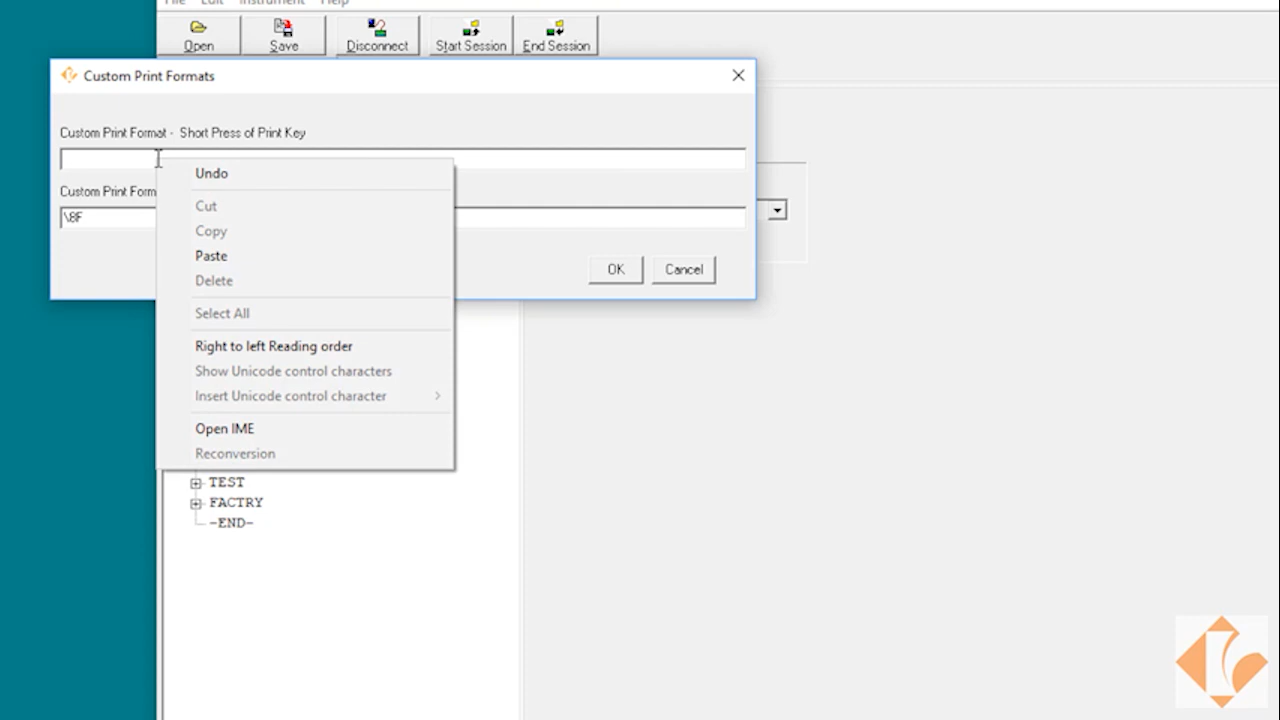 File Edit Instrument Help
Open Save Disconnect Start Session End Session
Custom Print Formats
Custom Print Format - Short Press of Print Key
Custom Print Form
\8F
OK Cancel
Undo
Cut
Copy
Paste
Delete
Select All
Right to left Reading order
Show Unicode control characters
Insert Unicode control character
Open IME
Reconversion
TEST
FACTRY
-END-